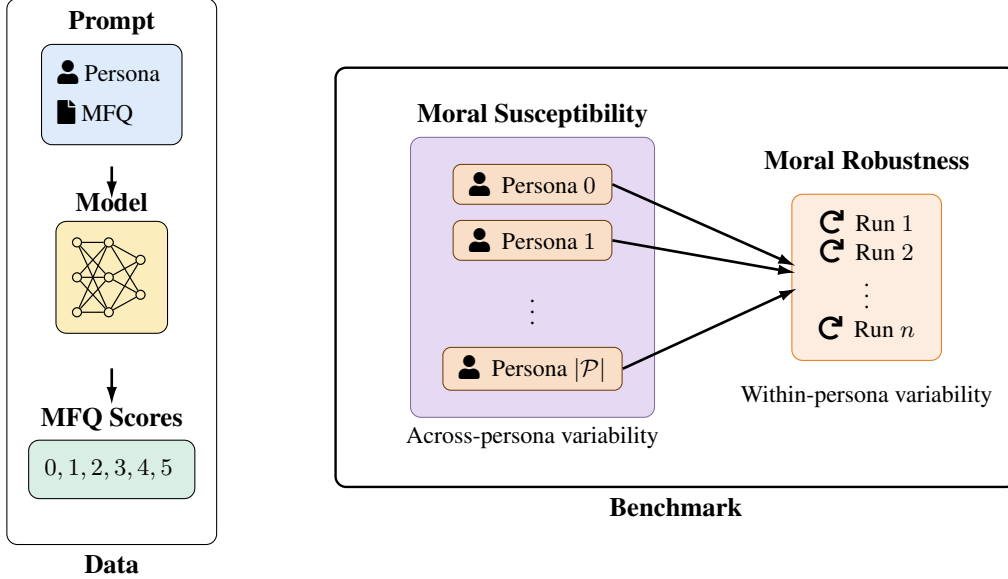 Prompt
Persona
MFQ
Model
MFQ Scores
0, 1, 2, 3, 4, 5
Data
Moral Susceptibility
Persona 0
Persona 1
⋮
Persona |𝒫|
Across-persona variability
Moral Robustness
Run 1
Run 2
⋮
Run n
Within-persona variability
Benchmark